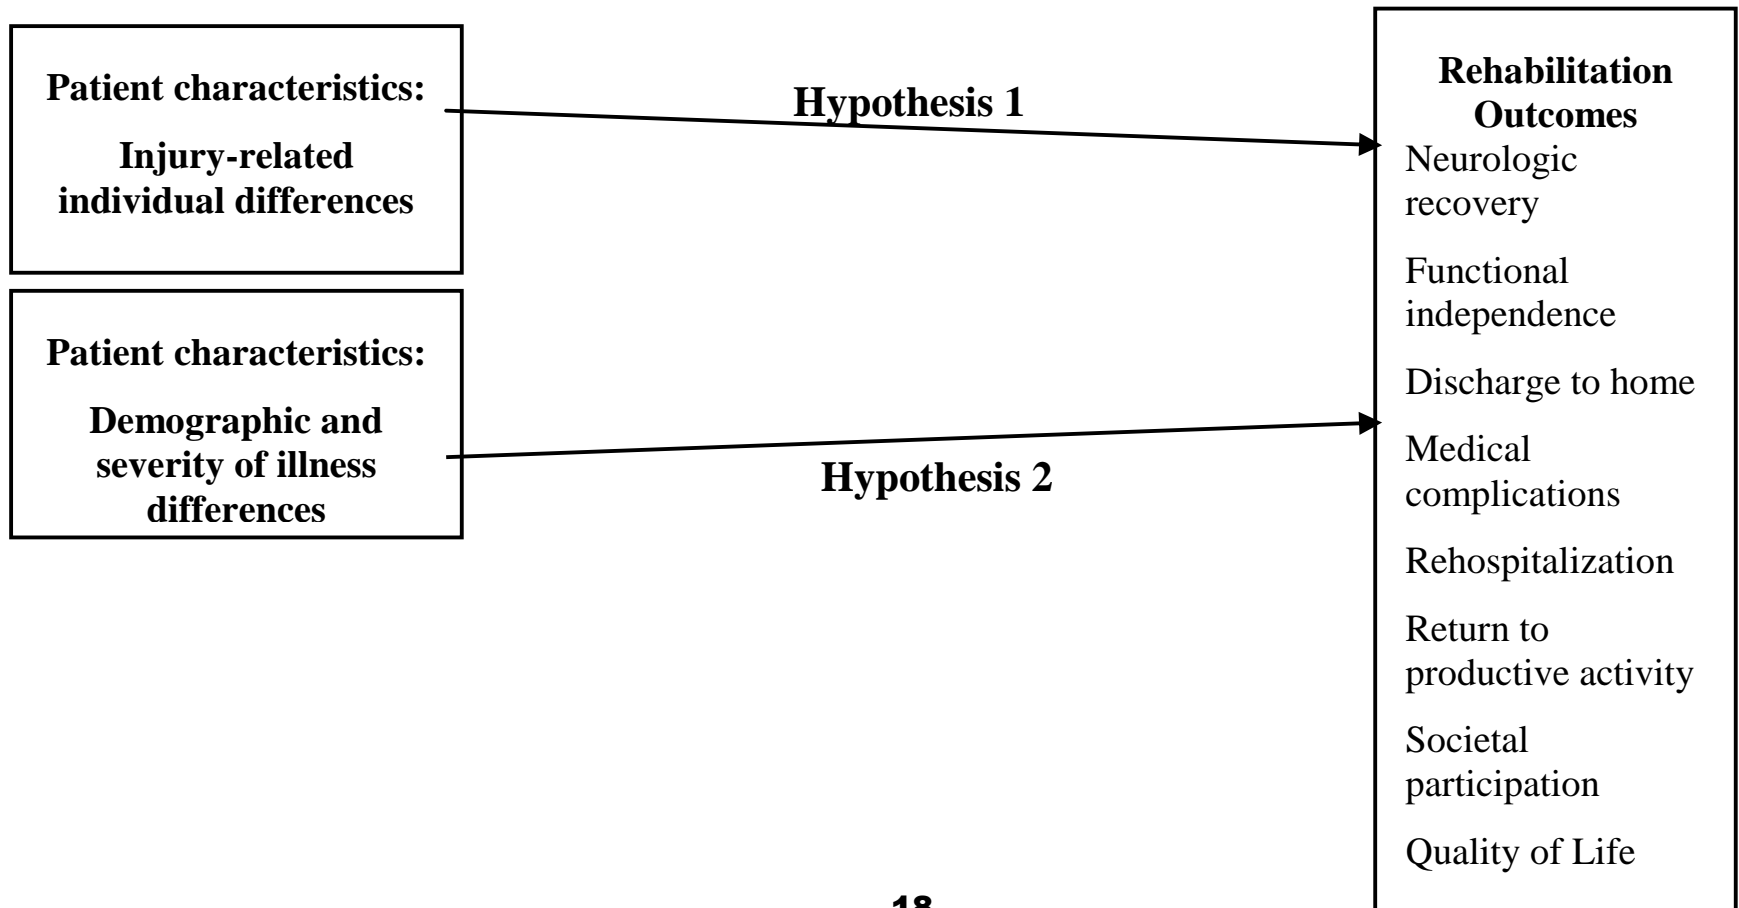 Patient characteristics:
Injury-related
individual differences
Hypothesis 1
Patient characteristics:
Demographic and
severity of illness
differences
Hypothesis 2
Rehabilitation
Outcomes
Neurologic
recovery
Functional
independence
Discharge to home
Medical
complications
Rehospitalization
Return to
productive activity
Societal
participation
Quality of Life
18